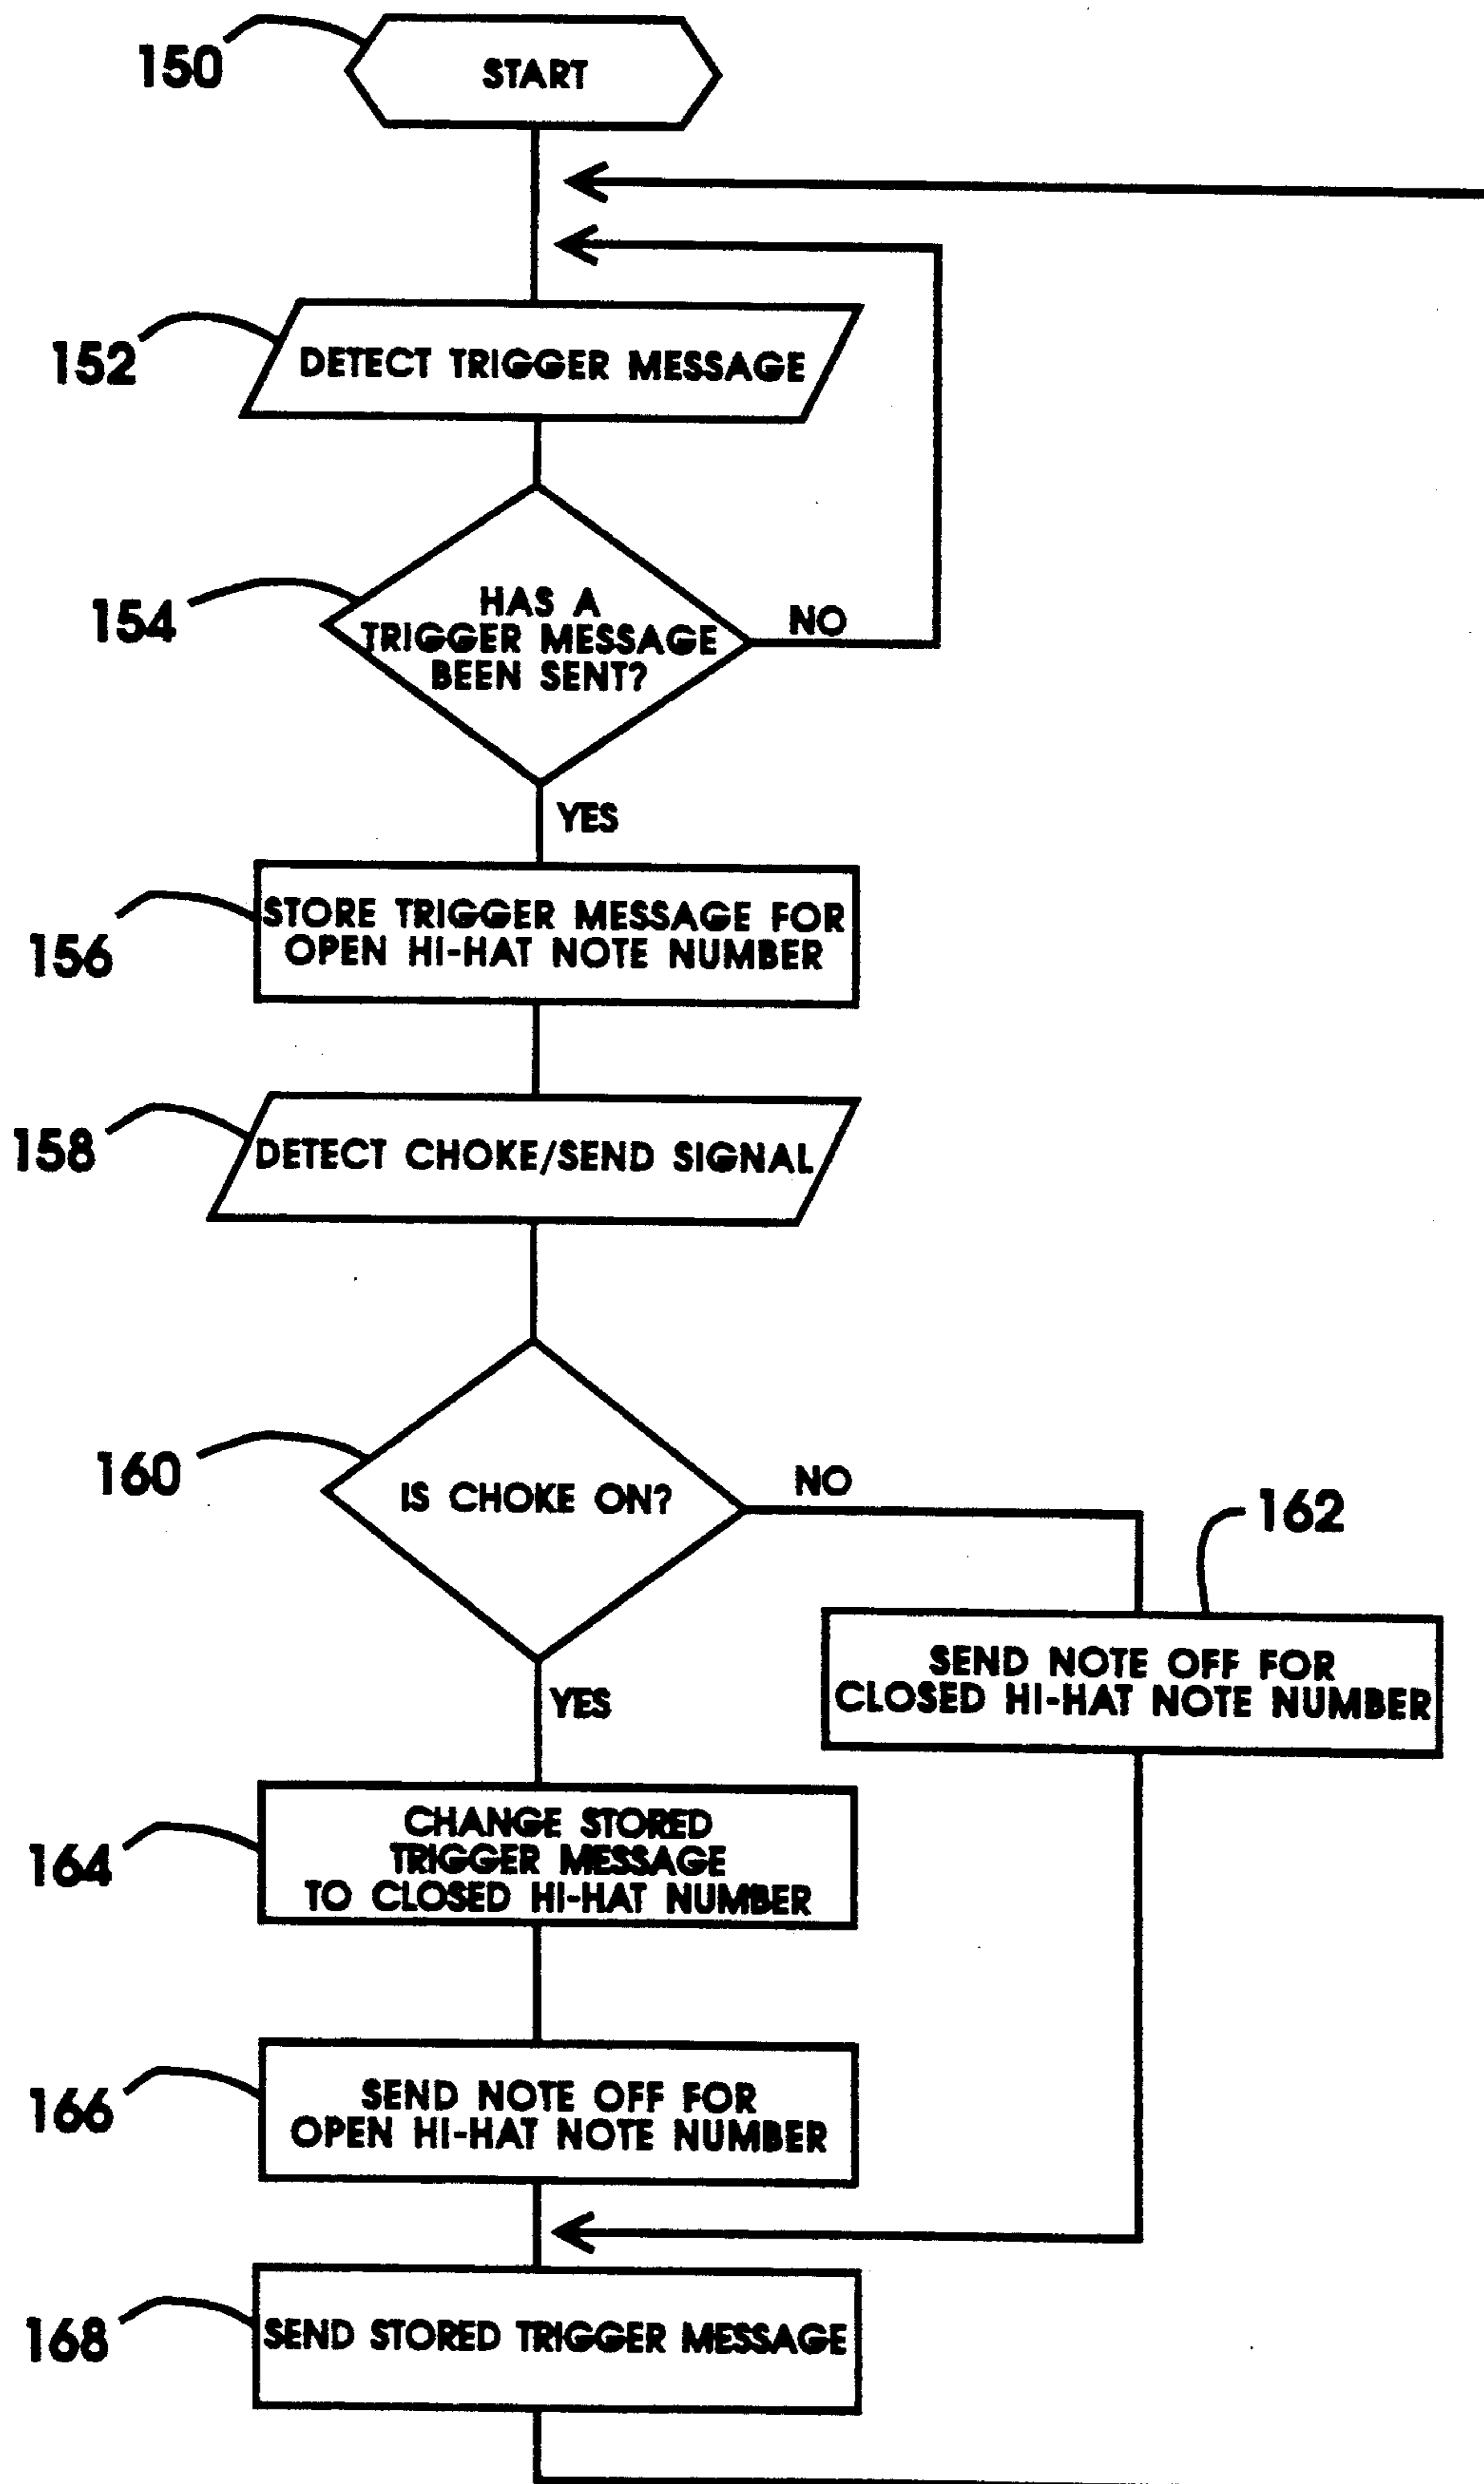 150
START
152
DETECT TRIGGER MESSAGE
154
HAS A
TRIGGER MESSAGE
BEEN SENT?
NO
YES
156
STORE TRIGGER MESSAGE FOR
OPEN HI-HAT NOTE NUMBER
158
DETECT CHOKE/SEND SIGNAL
160
IS CHOKE ON?
NO
162
SEND NOTE OFF FOR
CLOSED HI-HAT NOTE NUMBER
YES
164
CHANGE STORED
TRIGGER MESSAGE
TO CLOSED HI-HAT NUMBER
166
SEND NOTE OFF FOR
OPEN HI-HAT NOTE NUMBER
168
SEND STORED TRIGGER MESSAGE